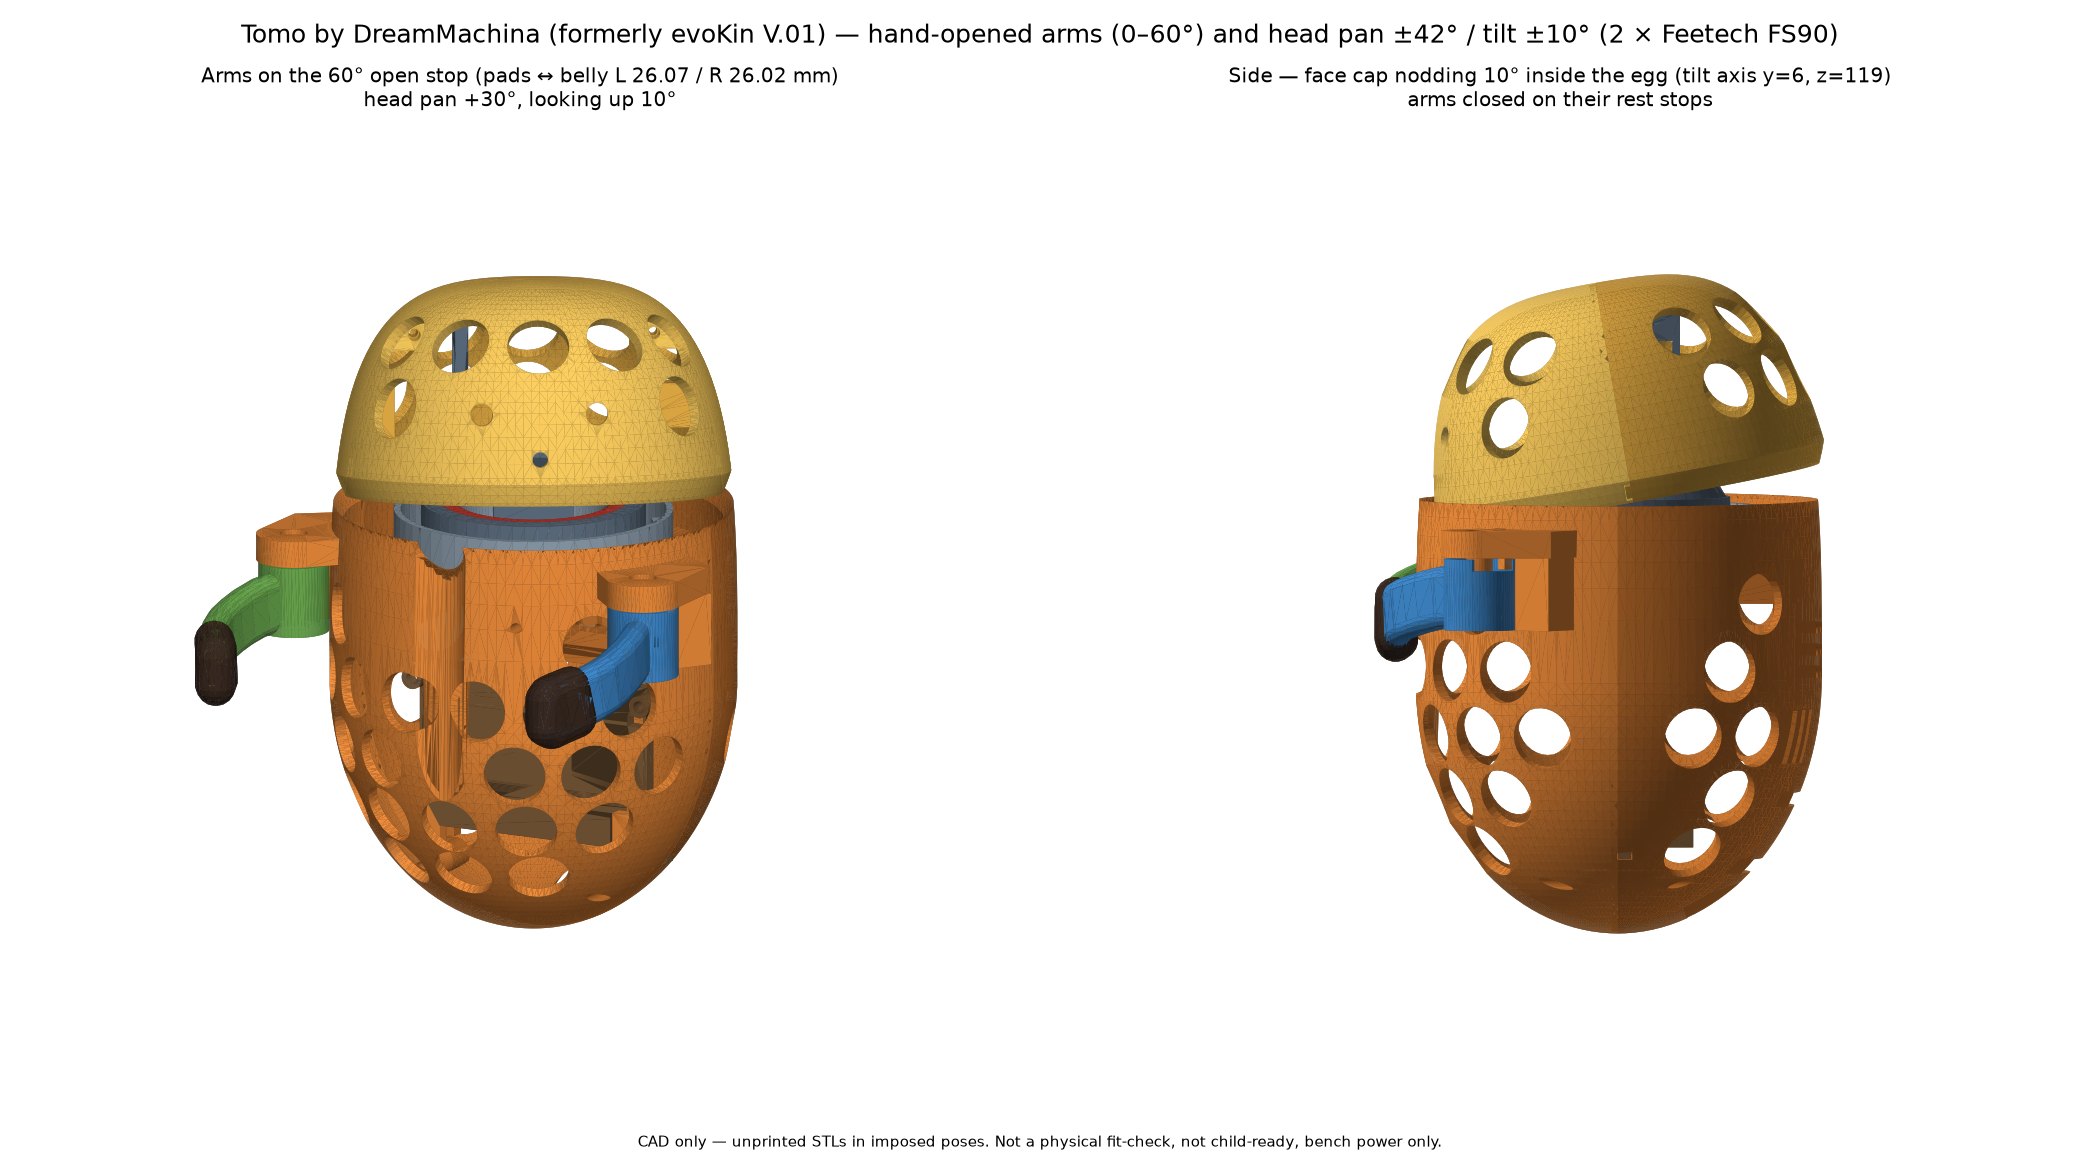 Tomo by DreamMachina (formerly evoKin V.01) — hand-opened arms (0–60°) and head pan ±42° / tilt ±10° (2 × Feetech FS90)
Arms on the 60° open stop (pads ↔ belly L 26.07 / R 26.02 mm)
head pan +30°, looking up 10°
Side — face cap nodding 10° inside the egg (tilt axis y=6, z=119)
arms closed on their rest stops
CAD only — unprinted STLs in imposed poses. Not a physical fit-check, not child-ready, bench power only.